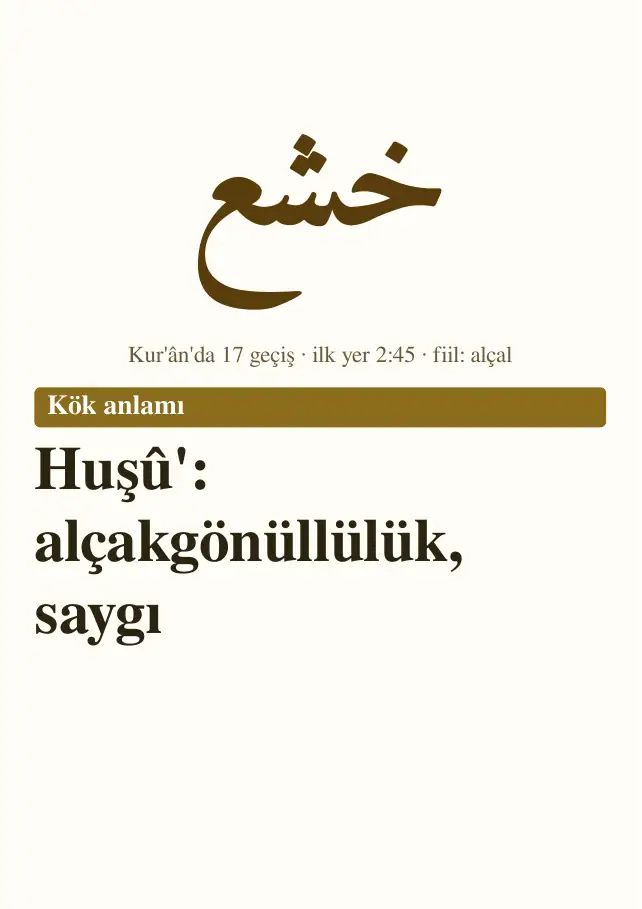 خشع
Kur'ân'da 17 geçiş · ilk yer 2:45 · fiil: alçal
Kök anlamı
Huşû':
alçakgönüllülük,
saygı